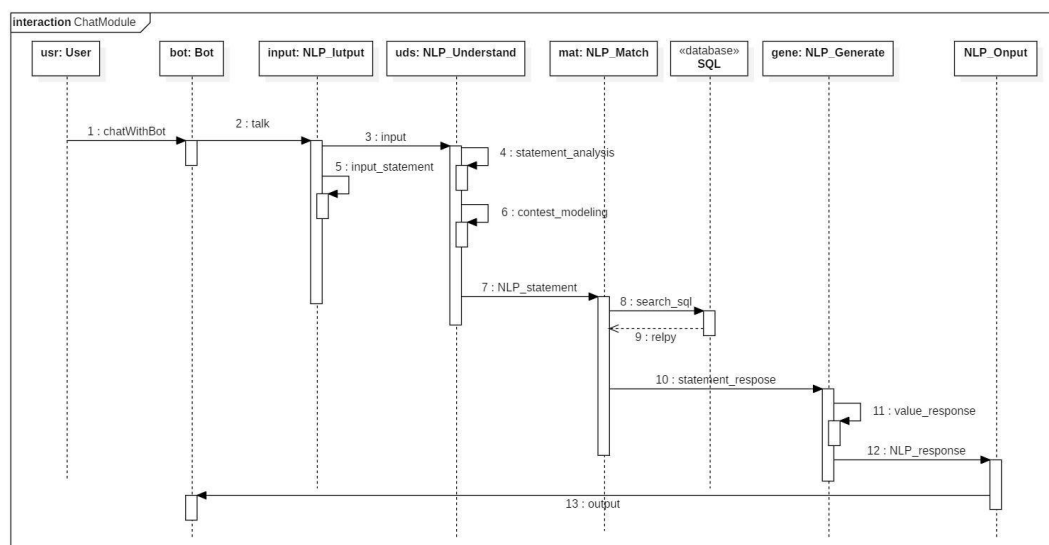 interaction ChatModule
usr: User
bot: Bot
input: NLP_Iutput
uds: NLP_Understand
mat: NLP_Match
«database»
SQL
gene: NLP_Generate
NLP_Onput
1 : chatWithBot
2 : talk
3 : input
4 : statement_analysis
5 : input_statement
6 : contest_modeling
7 : NLP_statement
8 : search_sql
9 : relpy
10 : statement_respose
11 : value_response
12 : NLP_response
13 : output